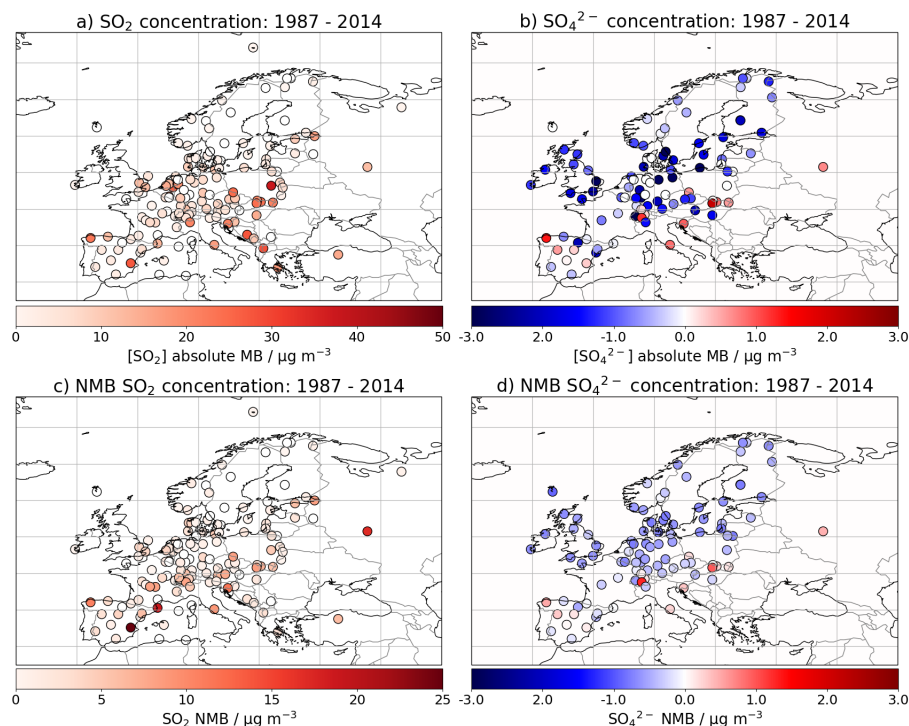 a) SO₂ concentration: 1987 - 2014
b) SO₄²⁻ concentration: 1987 - 2014
0 10 20 30 40 50
[SO₂] absolute MB / μg m⁻³
-3.0 -2.0 -1.0 0.0 1.0 2.0 3.0
[SO₄²⁻] absolute MB / μg m⁻³
c) NMB SO₂ concentration: 1987 - 2014
d) NMB SO₄²⁻ concentration: 1987 - 2014
0 5 10 15 20 25
SO₂ NMB / μg m⁻³
-3.0 2.0 -1.0 0.0 1.0 2.0 3.0
SO₄²⁻ NMB / μg m⁻³